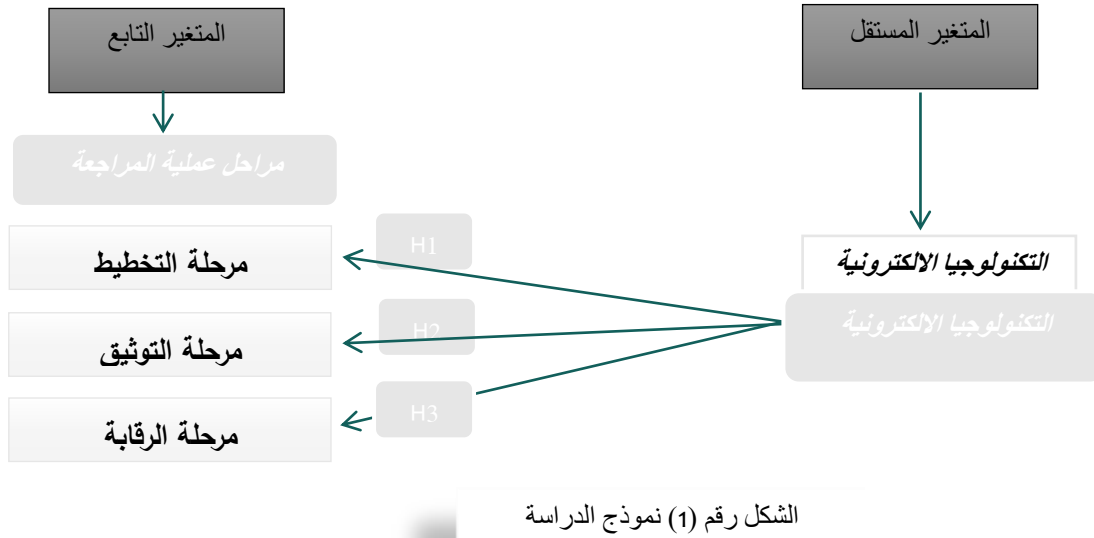 المتغير المستقل
المتغير التابع
مراحل عملية المراجعة
التكنولوجيا الالكترونية
التكنولوجيا الالكترونية
H1
مرحلة التخطيط
H2
مرحلة التوثيق
H3
مرحلة الرقابة
الشكل رقم (1) نموذج الدراسة